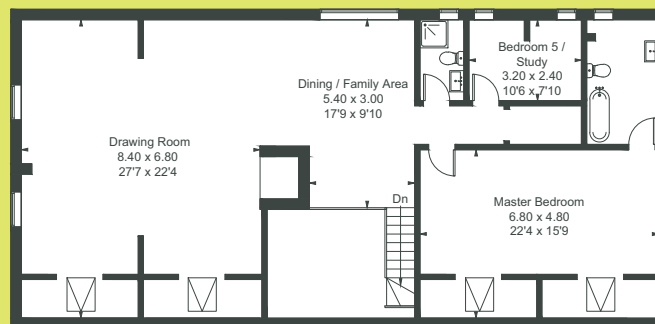 Bedroom 5 /
Study
3.20 x 2.40
10'6 x 7'10
Dining / Family Area
5.40 x 3.00
17'9 x 9'10
Drawing Room
8.40 x 6.80
27'7 x 22'4
Dn
Master Bedroom
6.80 x 4.80
22'4 x 15'9